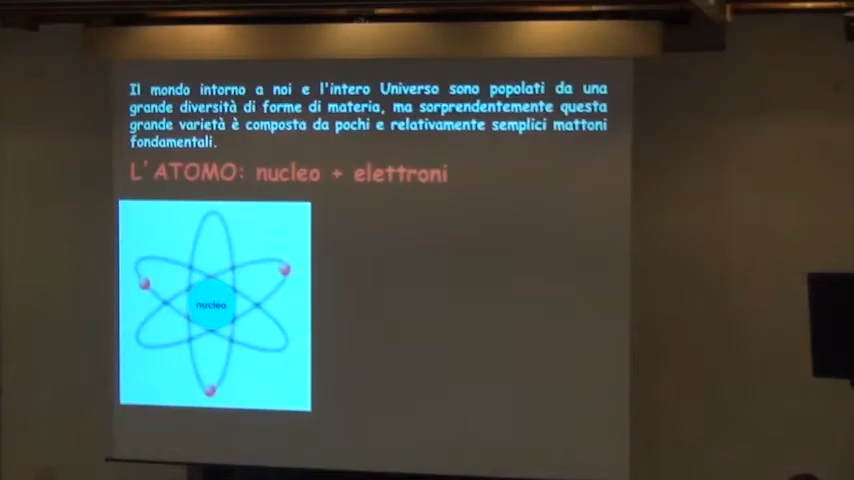 Il mondo intorno a noi e l'intero Universo sono popolati da una
grande diversità di forme di materia, ma sorprendentemente questa
grande varietà è composta da pochi e relativamente semplici mattoni
fondamentali.
L'ATOMO: nucleo + elettroni
nucleo